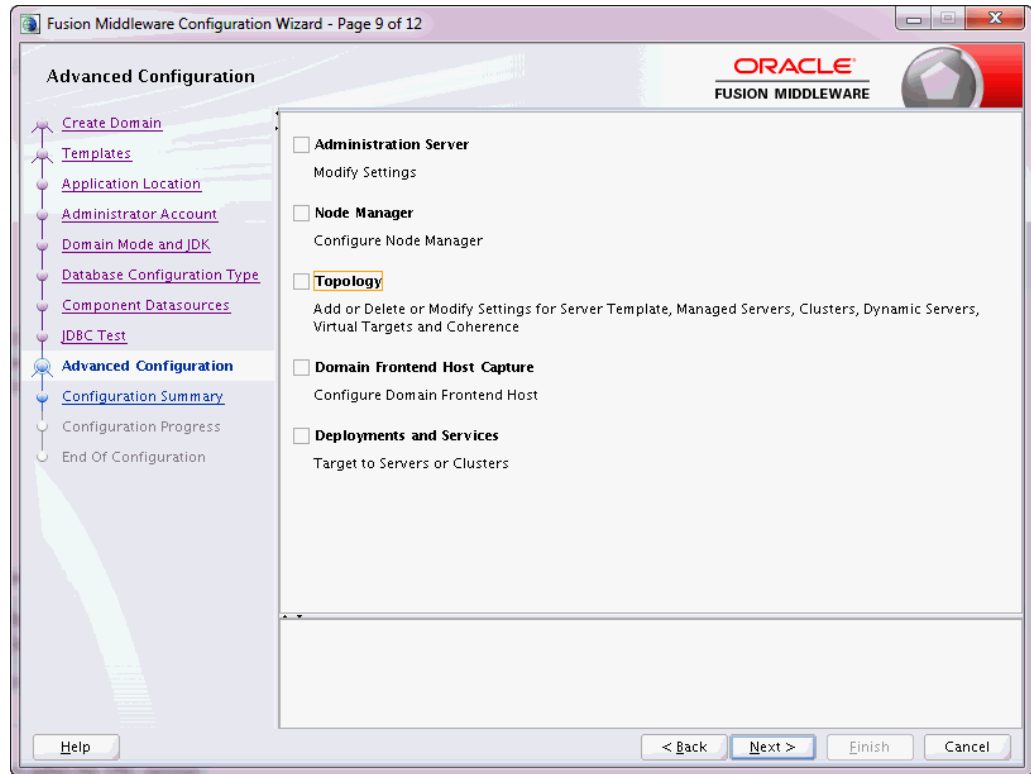 Fusion Middleware Configuration Wizard - Page 9 of 12
Advanced Configuration
ORACLE
FUSION MIDDLEWARE
Create Domain
Templates
Application Location
Administrator Account
Domain Mode and JDK
Database Configuration Type
Component Datasources
JDBC Test
Advanced Configuration
Configuration Summary
Configuration Progress
End Of Configuration
Administration Server
Modify Settings
Node Manager
Configure Node Manager
Topology
Add or Delete or Modify Settings for Server Template, Managed Servers, Clusters, Dynamic Servers,
Virtual Targets and Coherence
Domain Frontend Host Capture
Configure Domain Frontend Host
Deployments and Services
Target to Servers or Clusters
Help
< Back
Next >
Finish
Cancel